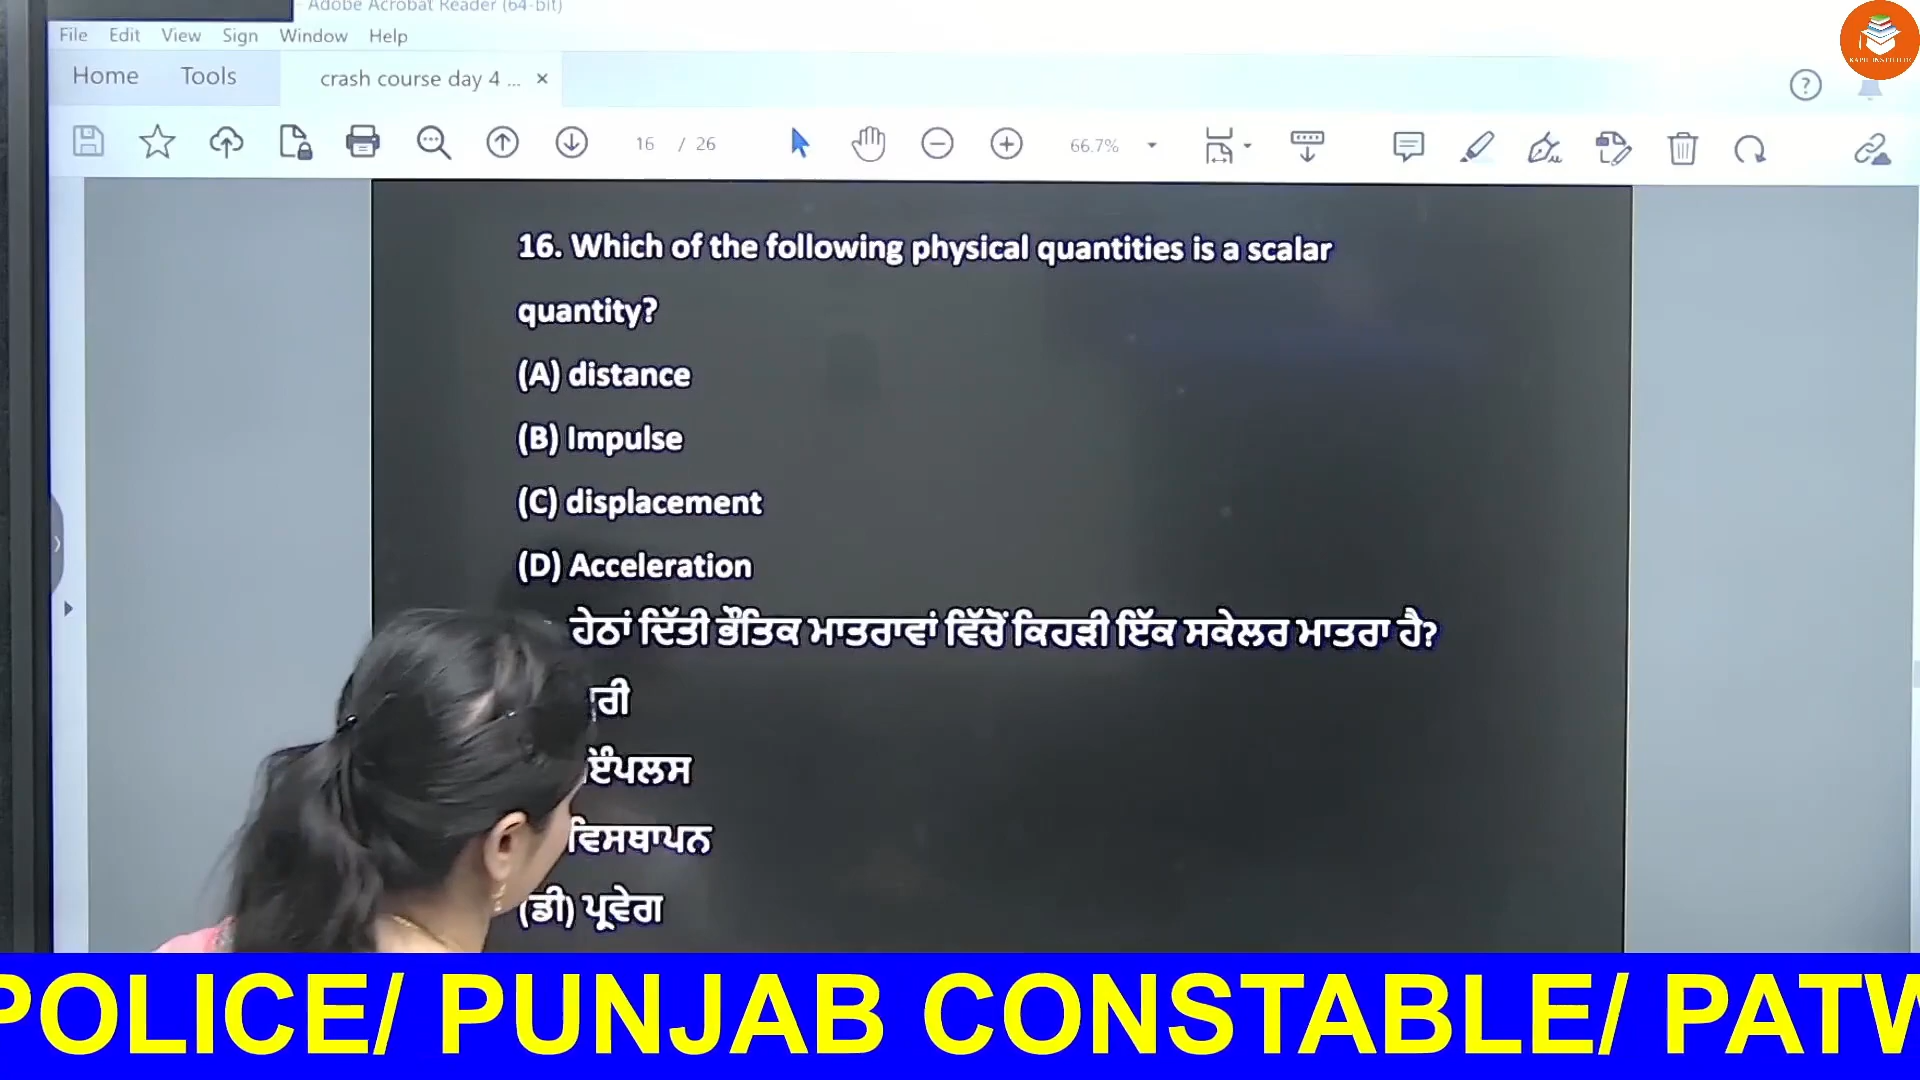 Adobe Acrobat Reader (64-bit)
File Edit View Sign Window Help
Home Tools crash course day 4 ...
16 / 26 66.7%
16. Which of the following physical quantities is a scalar
quantity?
(A) distance
(B) Impulse
(C) displacement
(D) Acceleration
ਹੇਠਾਂ ਦਿੱਤੀ ਭੌਤਿਕ ਮਾਤਰਾਵਾਂ ਵਿੱਚੋਂ ਕਿਹੜੀ ਇੱਕ ਸਕੇਲਰ ਮਾਤਰਾ ਹੈ?
ਵਿਸਥਾਪਨ
(ਡੀ) ਪ੍ਰਵੇਗ
POLICE/ PUNJAB CONSTABLE/ PATW